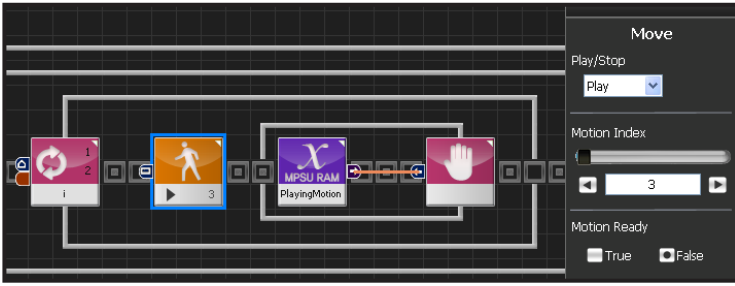 1
2
i
3
MPSU RAM
PlayingMotion
Move
Play/Stop
Play
Motion Index
3
Motion Ready
True False